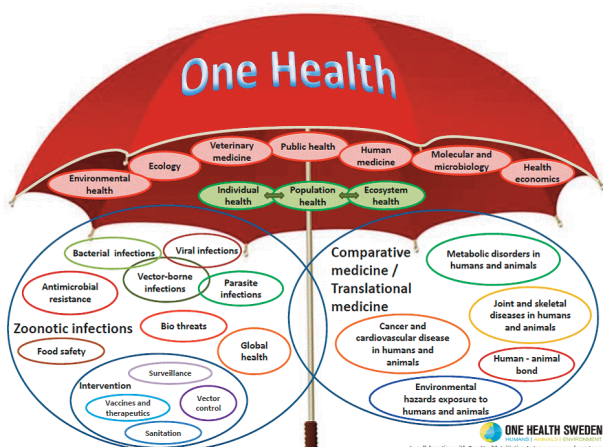 One Health
Public health
Veterinary
medicine
Human
medicine
Ecology
Molecular and
microbiology
Environmental
health
Health
economics
Individual
health
Population
health
Ecosystem
health
Bacterial infections
Viral infections
Vector-borne
infections
Parasite
infections
Antimicrobial
resistance
Zoonotic infections
Bio threats
Food safety
Global
health
Intervention
Surveillance
Vaccines and
therapeutics
Vector
control
Sanitation
Comparative
medicine /
Translational
medicine
Metabolic disorders in
humans and animals
Joint and skeletal
diseases in humans
and animals
Cancer and
cardiovascular disease
in humans and
animals
Human - animal
bond
Environmental
hazards exposure to
humans and animals
ONE HEALTH SWEDEN
HUMANS | ANIMALS | ENVIRONMENT